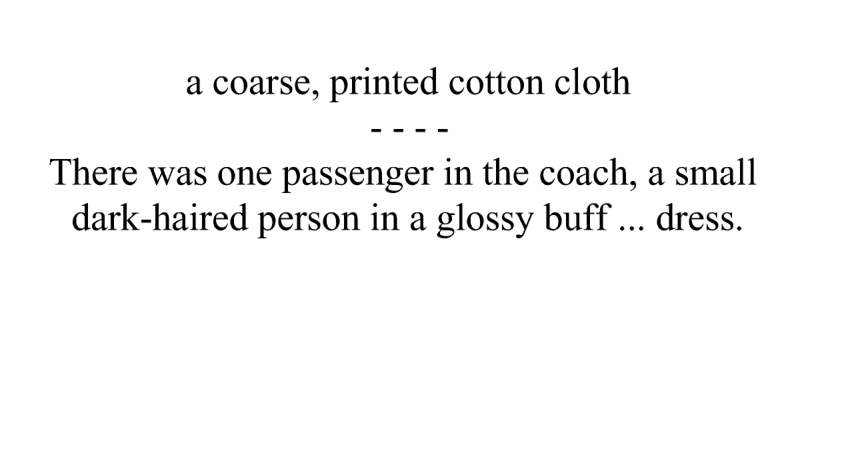 a coarse, printed cotton cloth
- - - -
There was one passenger in the coach, a small
dark-haired person in a glossy buff ... dress.